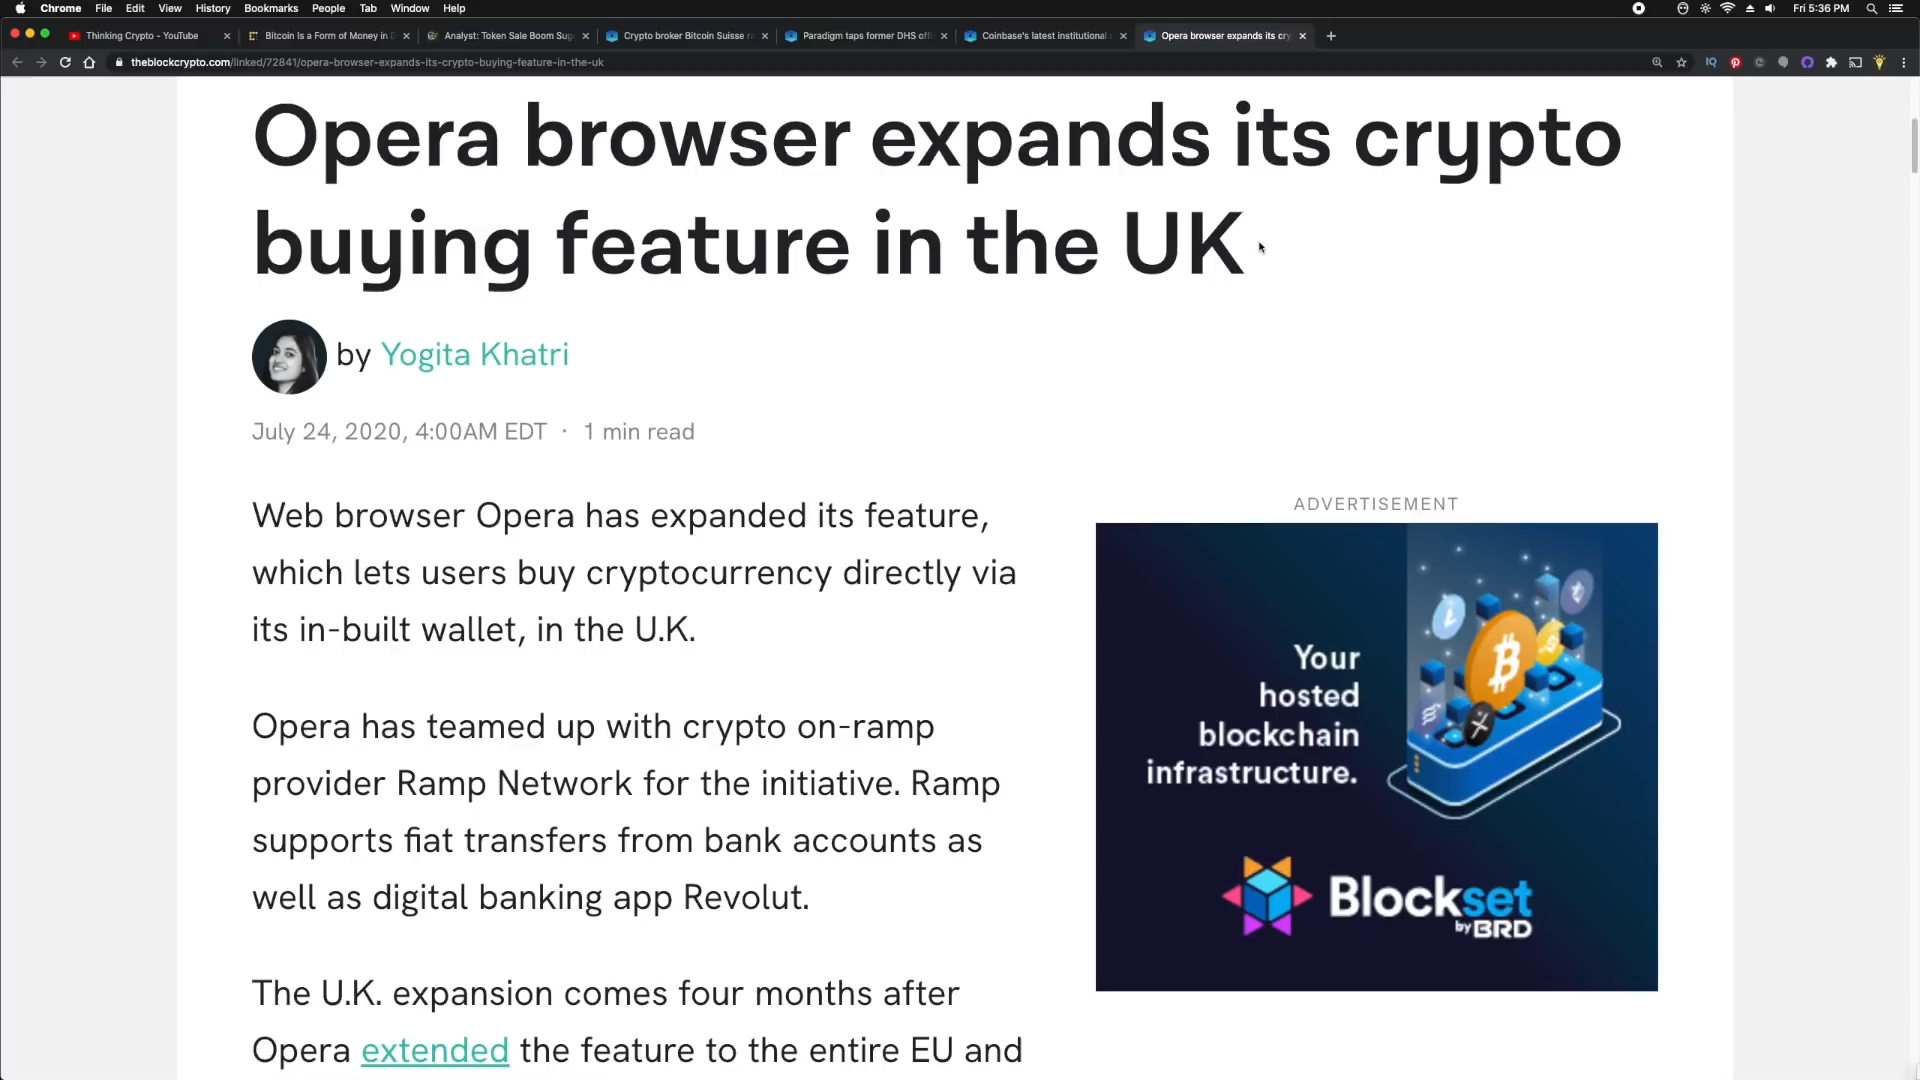 Chrome File Edit View History Bookmarks People Tab Window Help
Fri 5:36 PM
Thinking Crypto - YouTube
Bitcoin Is a Form of Money in D
Analyst: Token Sale Boom Sug
Crypto broker Bitcoin Suisse
Paradigm taps former DHS offi
Coinbase's latest institutional
Opera browser expands its cry
theblockcrypto.com/linked/72841/opera-browser-expands-its-crypto-buying-feature-in-the-uk
Opera browser expands its crypto
buying feature in the UK
by Yogita Khatri
July 24, 2020, 4:00AM EDT · 1 min read
Web browser Opera has expanded its feature,
which lets users buy cryptocurrency directly via
its in-built wallet, in the U.K.
Opera has teamed up with crypto on-ramp
provider Ramp Network for the initiative. Ramp
supports fiat transfers from bank accounts as
well as digital banking app Revolut.
The U.K. expansion comes four months after
Opera extended the feature to the entire EU and
ADVERTISEMENT
Your
hosted
blockchain
infrastructure.
Blockset
by BRD